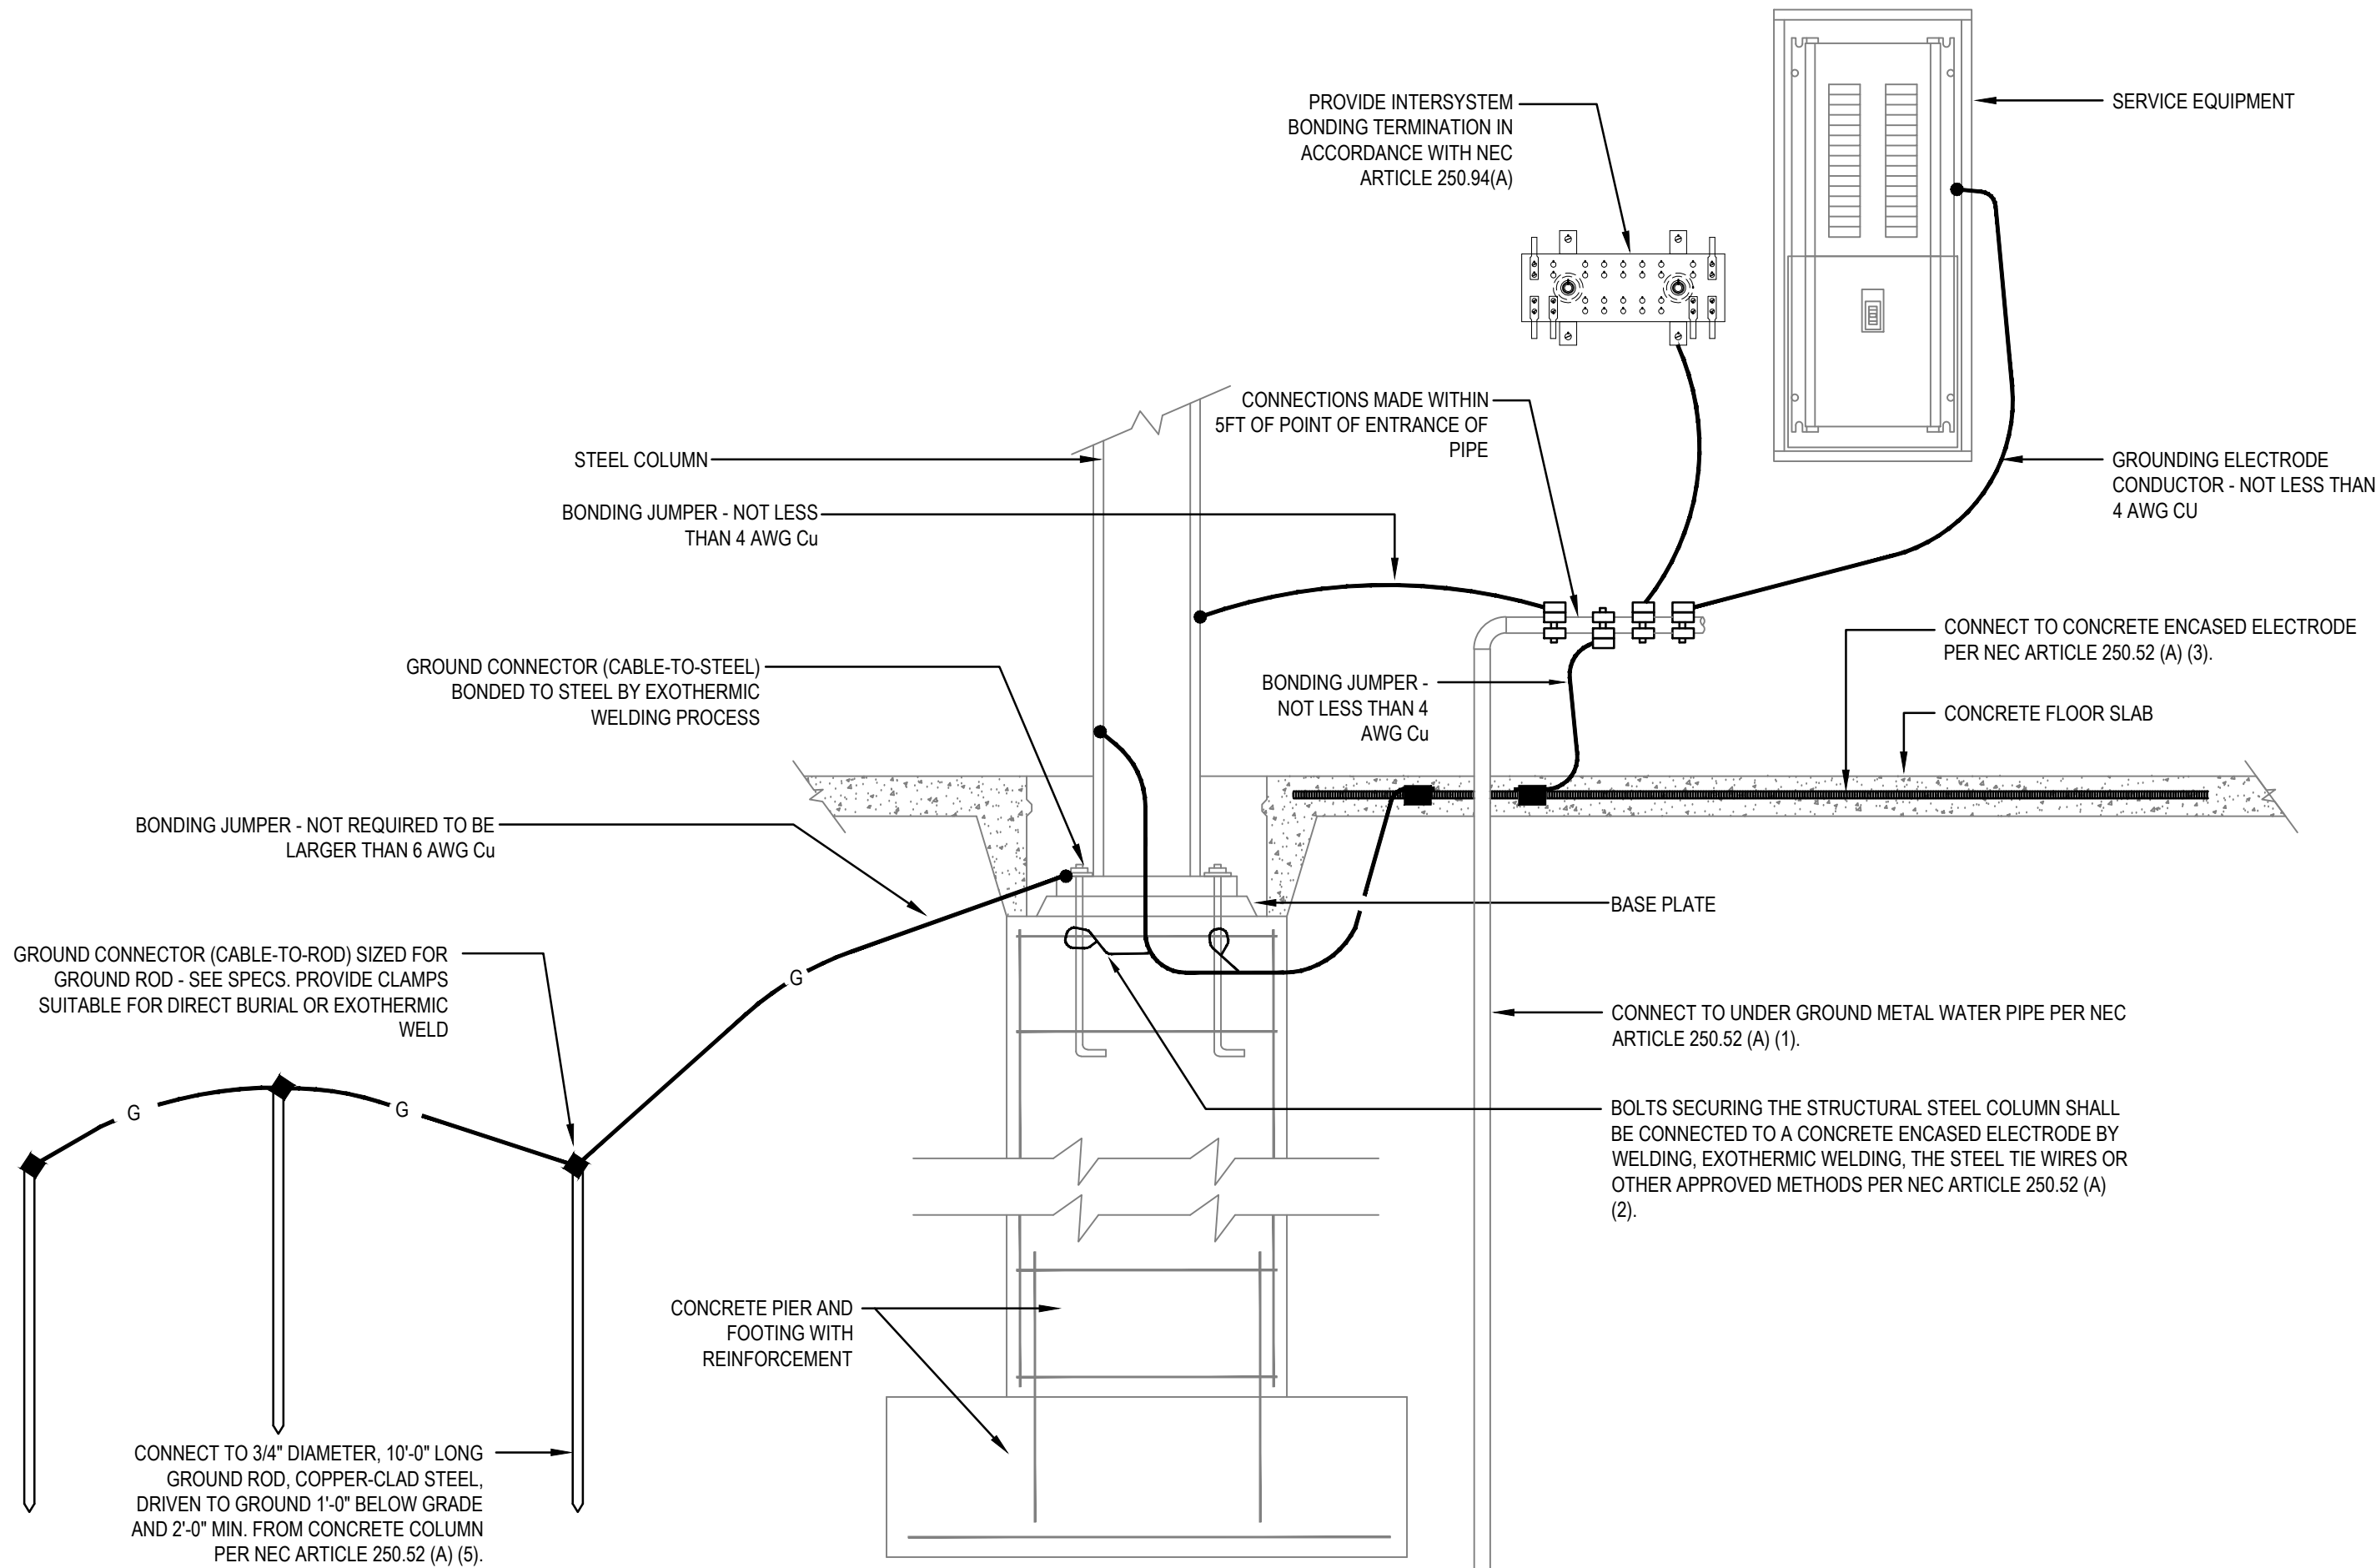 PROVIDE INTERSYSTEM
BONDING TERMINATION IN
ACCORDANCE WITH NEC
ARTICLE 250.94(A)
SERVICE EQUIPMENT
CONNECTIONS MADE WITHIN
5FT OF POINT OF ENTRANCE OF
PIPE
STEEL COLUMN
GROUNDING ELECTRODE
CONDUCTOR - NOT LESS THAN
4 AWG CU
BONDING JUMPER - NOT LESS
THAN 4 AWG Cu
CONNECT TO CONCRETE ENCASED ELECTRODE
PER NEC ARTICLE 250.52 (A) (3).
GROUND CONNECTOR (CABLE-TO-STEEL)
BONDED TO STEEL BY EXOTHERMIC
WELDING PROCESS
BONDING JUMPER -
NOT LESS THAN 4
AWG Cu
CONCRETE FLOOR SLAB
BONDING JUMPER - NOT REQUIRED TO BE
LARGER THAN 6 AWG Cu
BASE PLATE
GROUND CONNECTOR (CABLE-TO-ROD) SIZED FOR
GROUND ROD - SEE SPECS. PROVIDE CLAMPS
SUITABLE FOR DIRECT BURIAL OR EXOTHERMIC
WELD
G
CONNECT TO UNDER GROUND METAL WATER PIPE PER NEC
ARTICLE 250.52 (A) (1).
G
G
BOLTS SECURING THE STRUCTURAL STEEL COLUMN SHALL
BE CONNECTED TO A CONCRETE ENCASED ELECTRODE BY
WELDING, EXOTHERMIC WELDING, THE STEEL TIE WIRES OR
OTHER APPROVED METHODS PER NEC ARTICLE 250.52 (A)
(2).
CONCRETE PIER AND
FOOTING WITH
REINFORCEMENT
CONNECT TO 3/4" DIAMETER, 10'-0" LONG
GROUND ROD, COPPER-CLAD STEEL,
DRIVEN TO GROUND 1'-0" BELOW GRADE
AND 2'-0" MIN. FROM CONCRETE COLUMN
PER NEC ARTICLE 250.52 (A) (5).